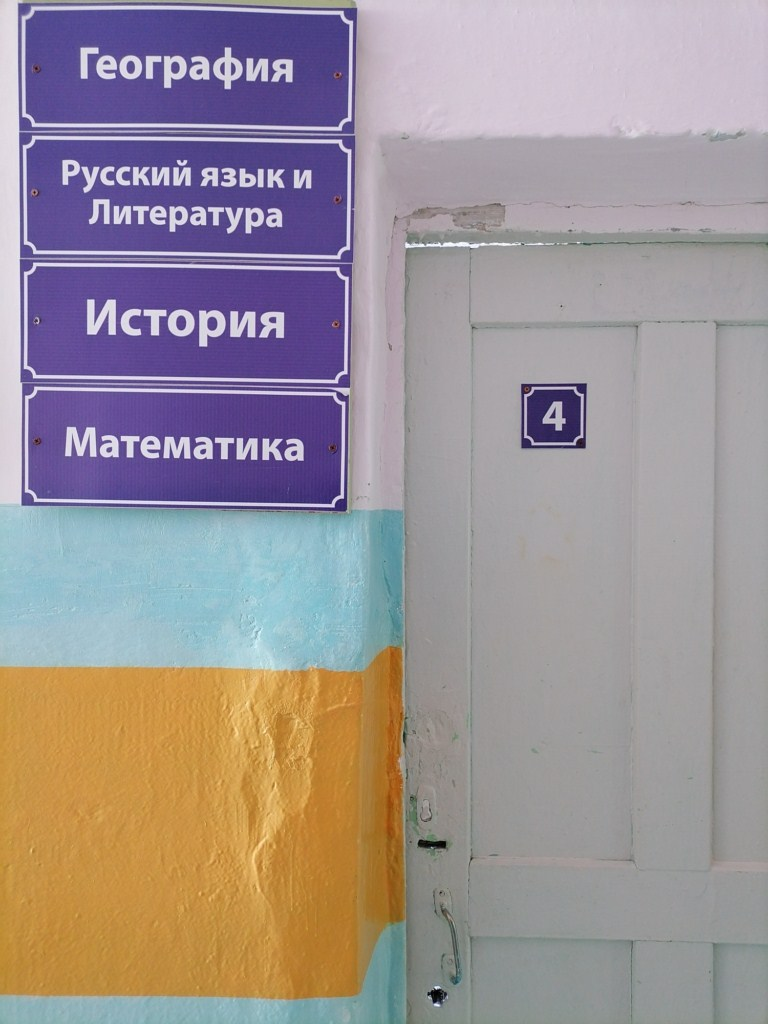 География
Русский язык и
Литература
История
Математика
4